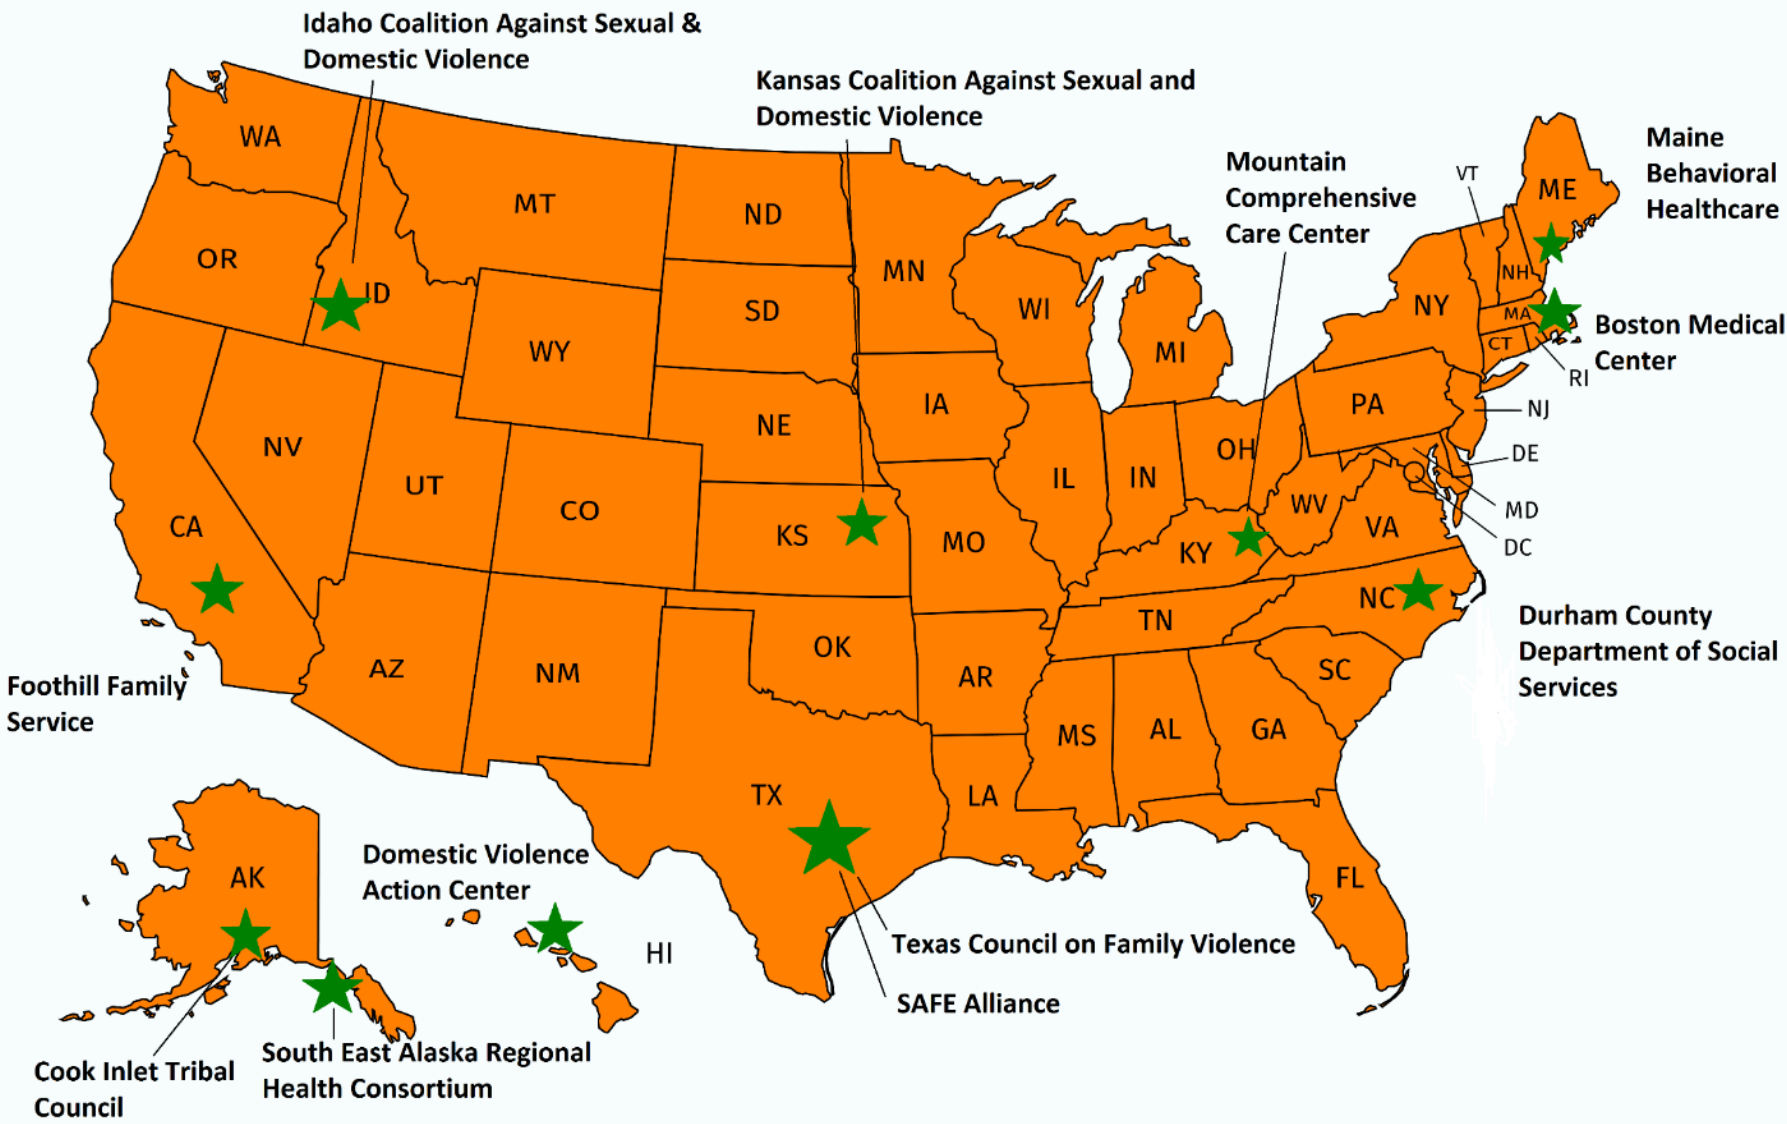 Idaho Coalition Against Sexual &
Domestic Violence
Kansas Coalition Against Sexual and
Domestic Violence
Mountain
Comprehensive
Care Center
Maine
Behavioral
Healthcare
Boston Medical
Center
Durham County
Department of Social
Services
Foothill Family
Service
Domestic Violence
Action Center
Texas Council on Family Violence
SAFE Alliance
Cook Inlet Tribal
Council
South East Alaska Regional
Health Consortium
WA
OR
ID
MT
ND
SD
MN
WI
MI
WY
NE
IA
NV
UT
CO
CA
KS
MO
IL
IN
OH
KY
WV
VA
PA
NY
VT
NH
ME
MA
CT
RI
NJ
DE
MD
DC
NC
TN
SC
GA
AL
MS
AR
LA
OK
TX
NM
AZ
FL
AK
HI